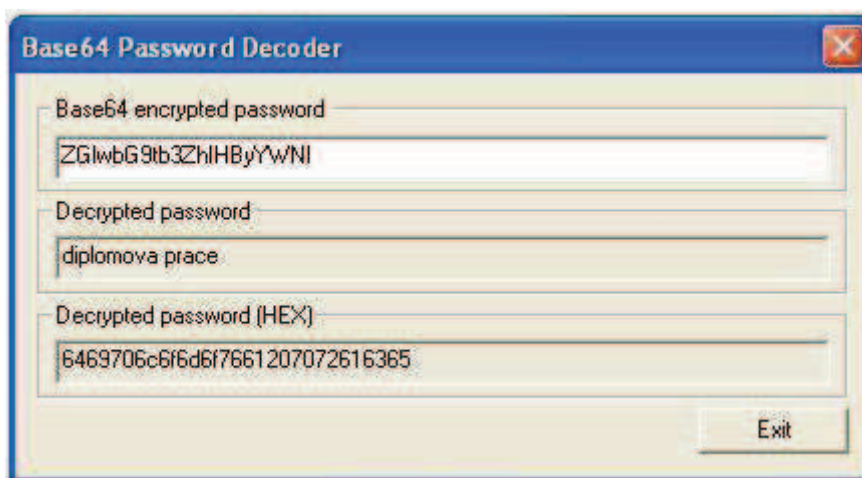 Base64 Password Decoder
Base64 encrypted password
ZGlwbG9tb3ZhIHByYWNl
Decrypted password
diplomova prace
Decrypted password (HEX)
6469706c6f6d6f7661207072616365
Exit